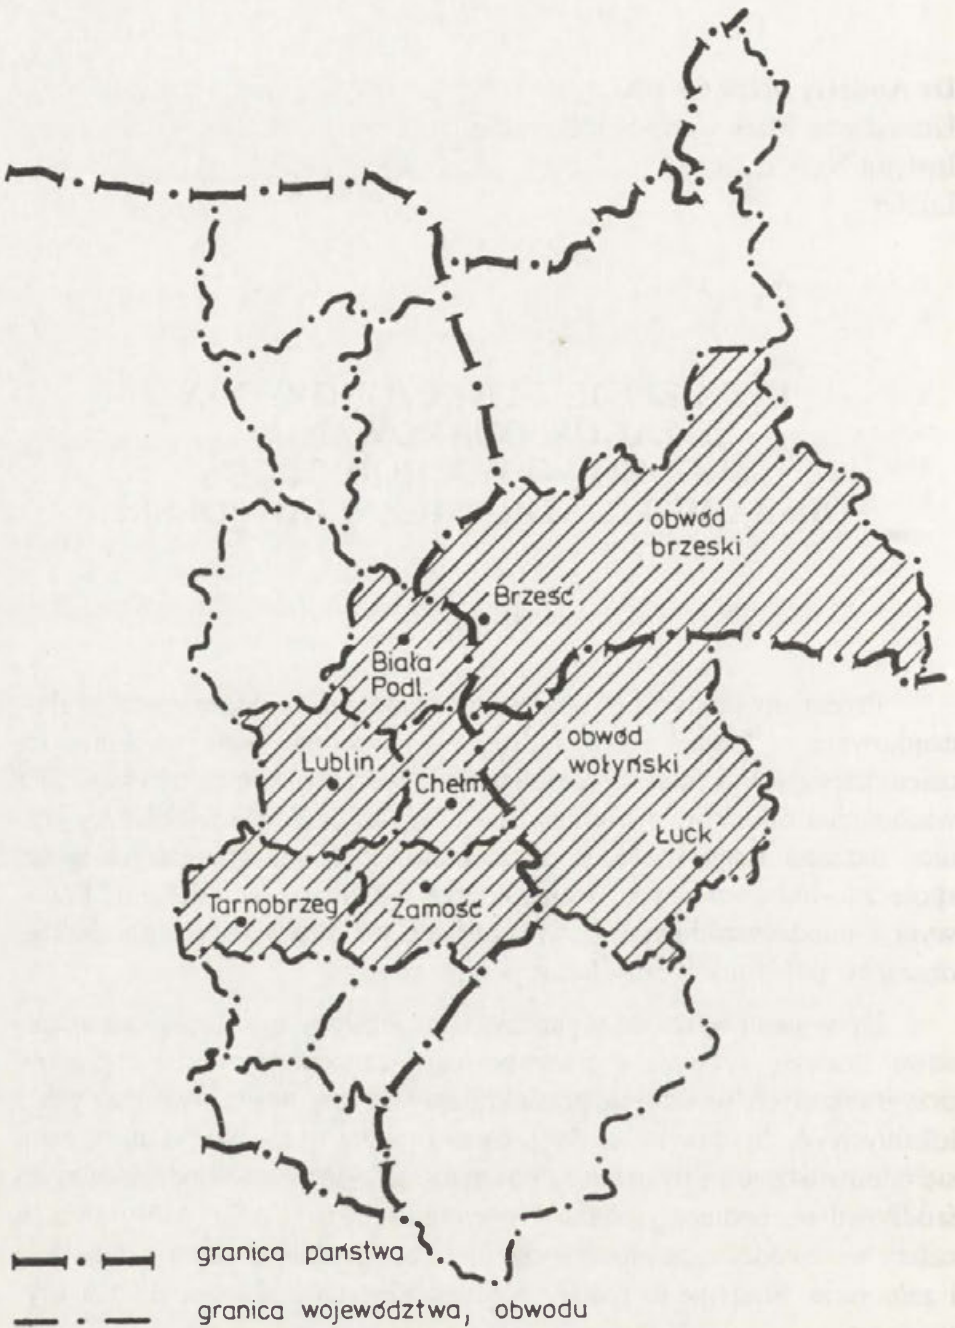 obwód
brzeski
Brześć
Biała
Podl.
obwód
wołyński
Lublin
Chełm
Łuck
Tarnobrzeg
Zamość
granica państwa
granica województwa, obwodu